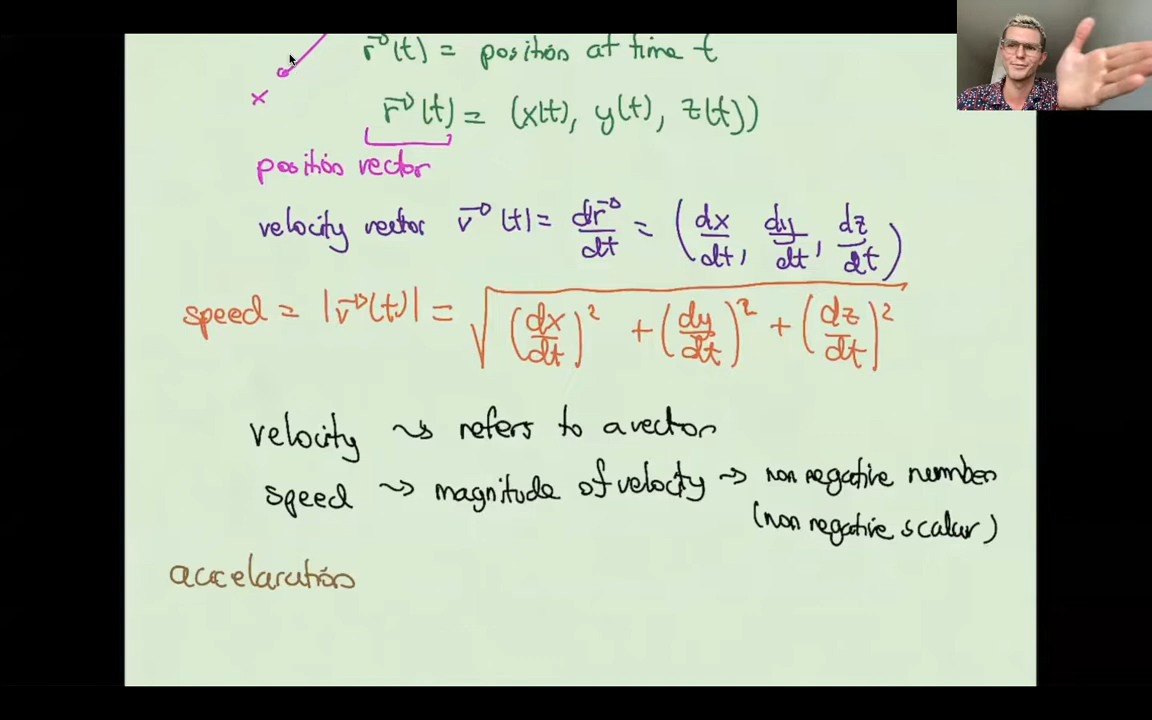 r⃗(t) = position at time t
x
r⃗(t) = (x(t), y(t), z(t))
position vector
velocity vector v⃗(t) = dr⃗/dt = (dx/dt, dy/dt, dz/dt)
speed = |v⃗(t)| = √((dx/dt)² + (dy/dt)² + (dz/dt)²)
velocity ⇝ refers to a vector
speed ⇝ magnitude of velocity → non negative number
(non negative scalar)
accelaration